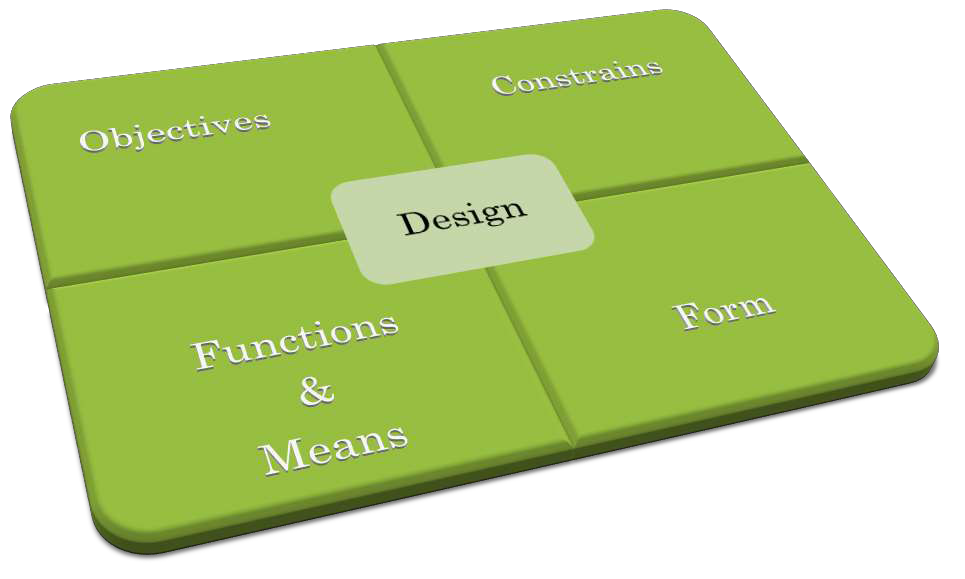 Objectives
Constrains
Design
Functions
&
Means
Form